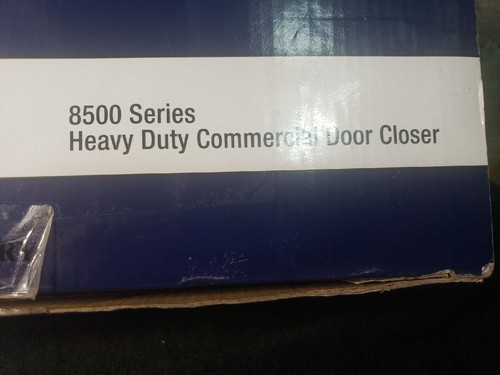 8500 Series
Heavy Duty Commercial Door Closer